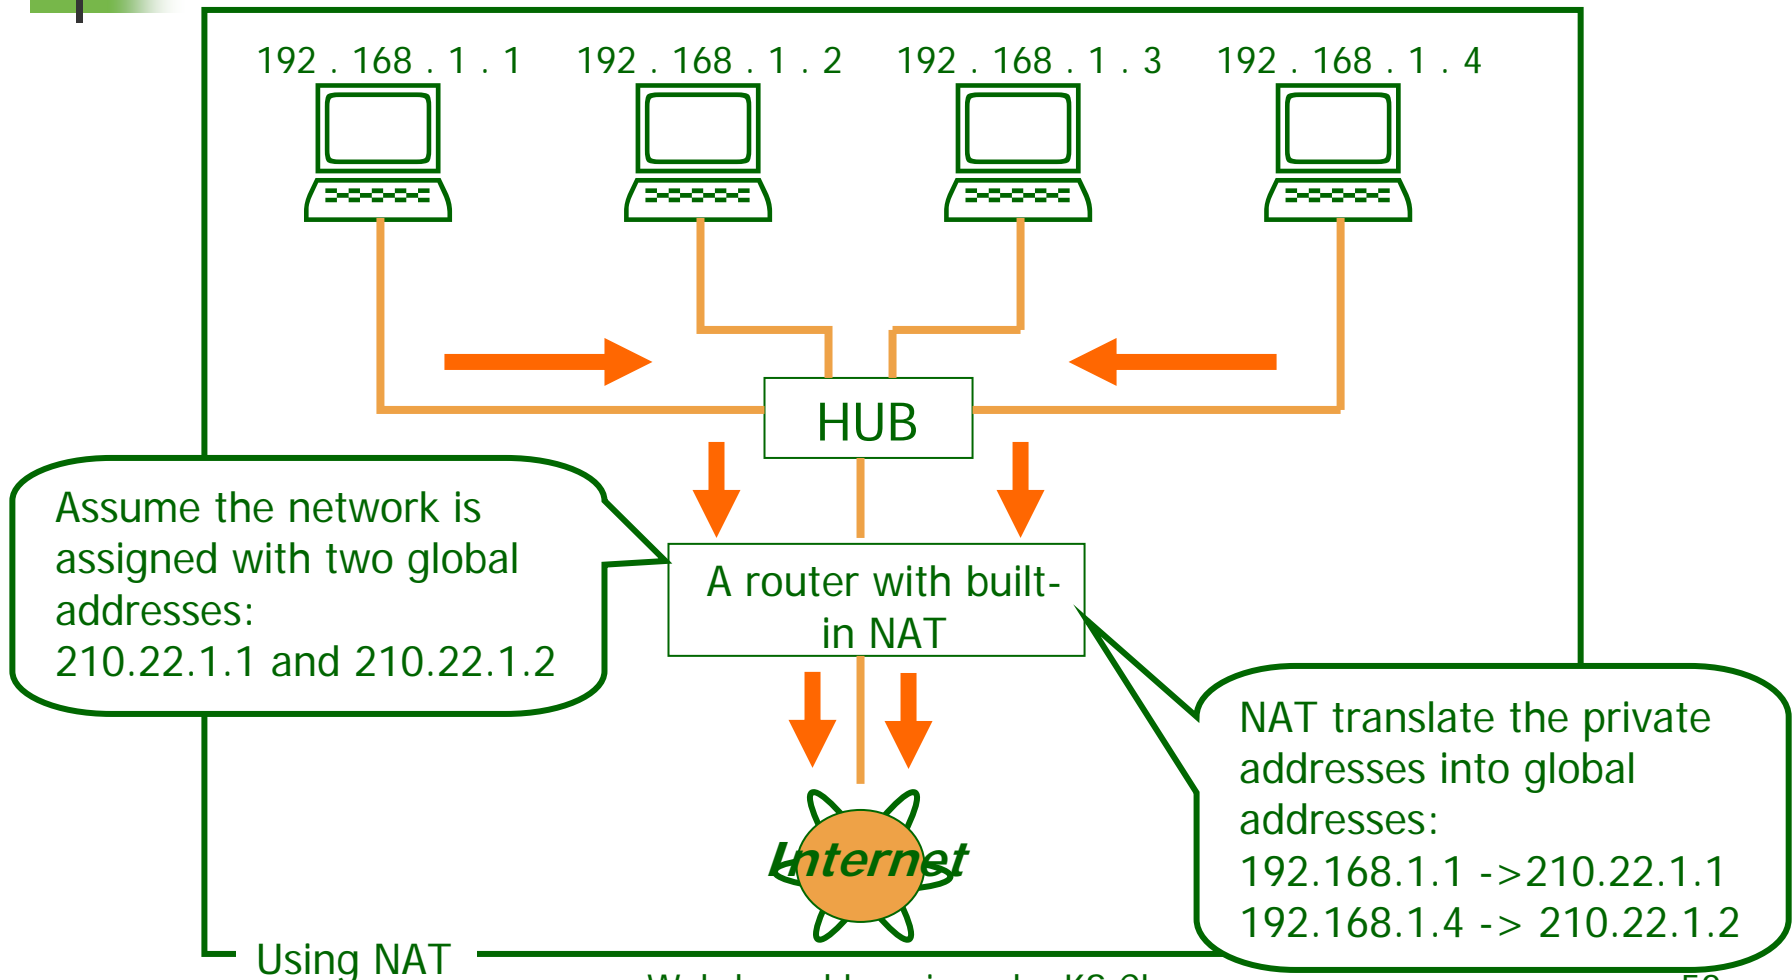 192 . 168 . 1 . 1
192 . 168 . 1 . 2
192 . 168 . 1 . 3
192 . 168 . 1 . 4
HUB
Assume the network is
assigned with two global
addresses:
210.22.1.1 and 210.22.1.2
A router with built-
in NAT
NAT translate the private
addresses into global
addresses:
192.168.1.1 ->210.22.1.1
192.168.1.4 -> 210.22.1.2
Internet
Using NAT